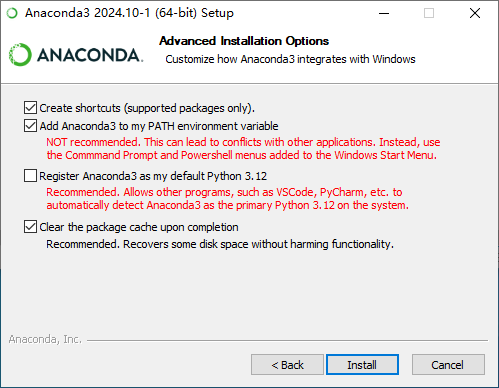 Anaconda3 2024.10-1 (64-bit) Setup
Advanced Installation Options
Customize how Anaconda3 integrates with Windows
ANACONDA.
Create shortcuts (supported packages only).
Add Anaconda3 to my PATH environment variable
NOT recommended. This can lead to conflicts with other applications. Instead, use
the Commmand Prompt and Powershell menus added to the Windows Start Menu.
Register Anaconda3 as my default Python 3.12
Recommended. Allows other programs, such as VSCode, PyCharm, etc. to
automatically detect Anaconda3 as the primary Python 3.12 on the system.
Clear the package cache upon completion
Recommended. Recovers some disk space without harming functionality.
Anaconda, Inc.
< Back
Install
Cancel